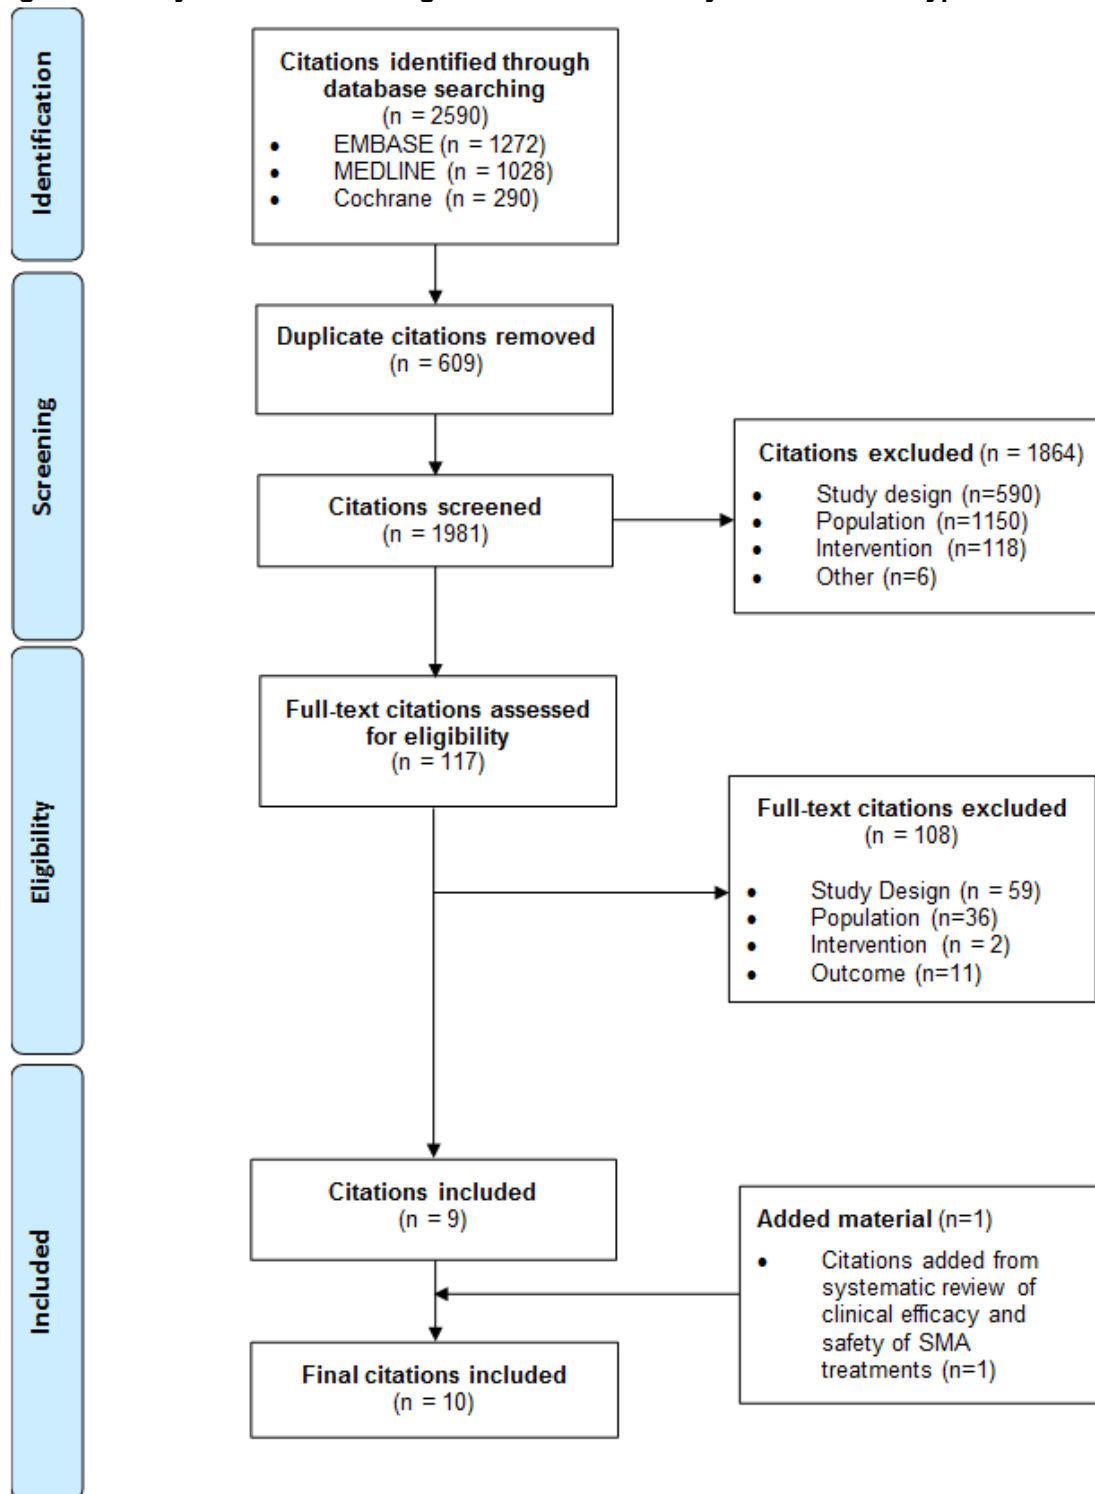 Identification
Citations identified through
database searching
(n = 2590)
• EMBASE (n = 1272)
• MEDLINE (n = 1028)
• Cochrane (n = 290)
Screening
Duplicate citations removed
(n = 609)
Citations screened
(n = 1981)
Citations excluded (n = 1864)
• Study design (n=590)
• Population (n=1150)
• Intervention (n=118)
• Other (n=6)
Eligibility
Full-text citations assessed
for eligibility
(n = 117)
Full-text citations excluded
(n = 108)
• Study Design (n = 59)
• Population (n=36)
• Intervention (n = 2)
• Outcome (n=11)
Included
Citations included
(n = 9)
Added material (n=1)
• Citations added from
systematic review of
clinical efficacy and
safety of SMA
treatments (n=1)
Final citations included
(n = 10)